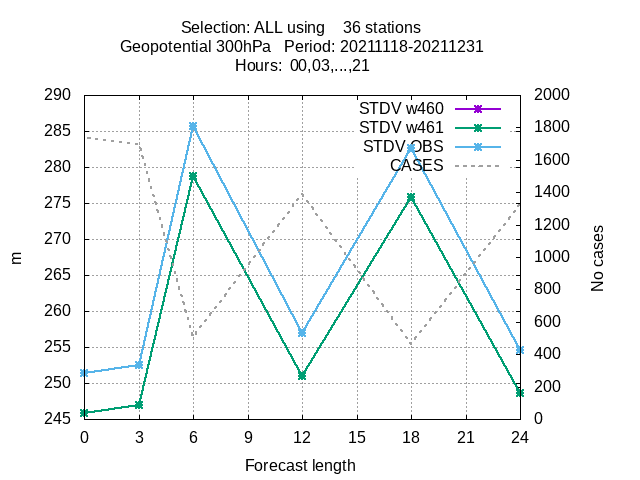 Selection: ALL using    36 stations
Geopotential 300hPa   Period: 20211118-20211231
Hours:  00,03,...,21
290 2000
STDV w460
285 1800
STDV w461
STDV OBS
280 1600
CASES
275 1400
270 1200
m
265 1000
No cases
260 800
255 600
400
250 200
245 0
0 3 6 9 12 15 18 21 24
Forecast length